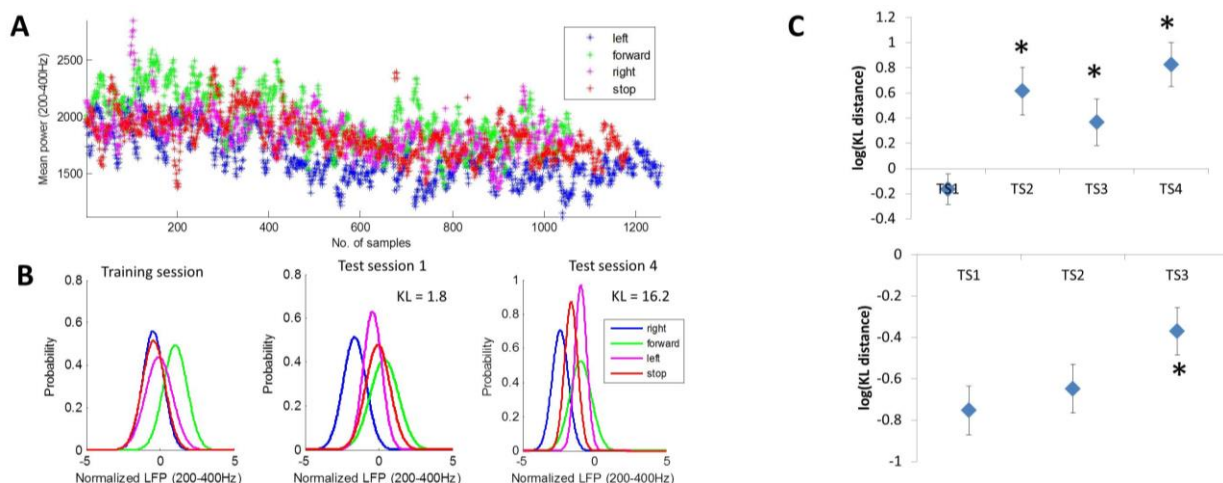 A
Mean power (200-400Hz)
2500
2000
1500
200
400
600
800
1000
1200
No. of samples
left
forward
right
stop
B
Training session
Probability
0.8
0.6
0.4
0.2
0
-5
0
5
Normalized LFP (200-400Hz)
Test session 1
KL = 1.8
Probability
0.8
0.6
0.4
0.2
0
-5
0
5
Normalized LFP (200-400Hz)
Test session 4
KL = 16.2
Probability
1
0.8
0.6
0.4
0.2
0
-5
0
5
Normalized LFP (200-400Hz)
right
forward
left
stop
C
log(KL distance)
1.2
1
0.8
0.6
0.4
0.2
0
-0.2
-0.4
TS1
TS2
TS3
TS4
*
*
*
log(KL distance)
0
-0.2
-0.4
-0.6
-0.8
-1
TS1
TS2
TS3
*